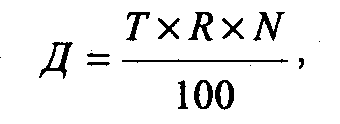 Д = T × R × N / 100 ,